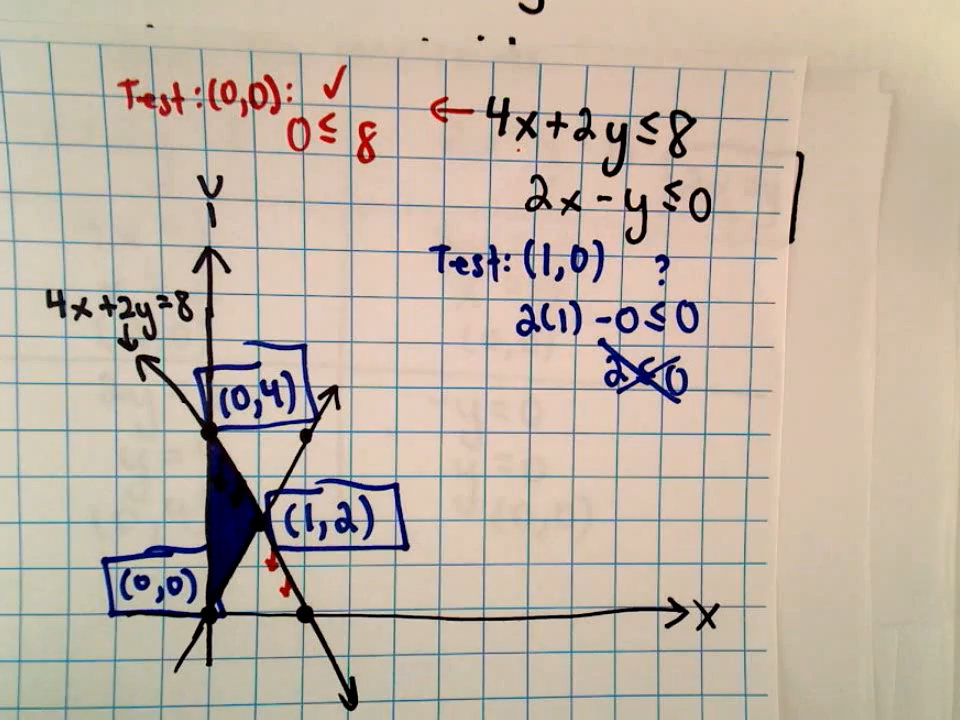 Test: (0,0): ✓
0 ≤ 8
← 4x+2y≤8
2x-y≤0
Test: (1,0)
?
2(1)-0≤0
2≤0
4x+2y=8
(0,4)
(1,2)
(0,0)
X